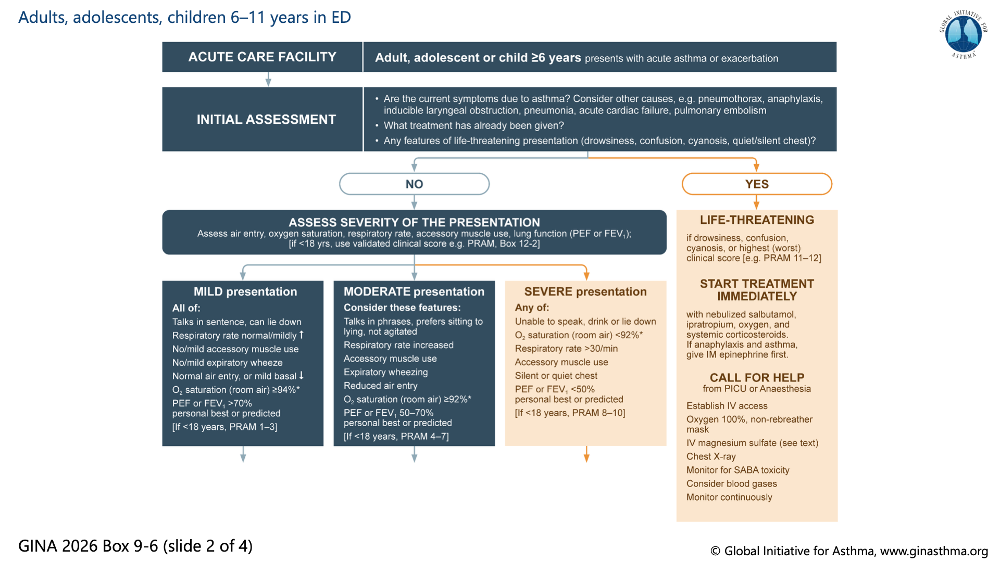 Adults, adolescents, children 6–11 years in ED
GLOBAL INITIATIVE FOR
ASTHMA
ACUTE CARE FACILITY
Adult, adolescent or child ≥6 years presents with acute asthma or exacerbation
INITIAL ASSESSMENT
• Are the current symptoms due to asthma? Consider other causes, e.g. pneumothorax, anaphylaxis,
inducible laryngeal obstruction, pneumonia, acute cardiac failure, pulmonary embolism
• What treatment has already been given?
• Any features of life-threatening presentation (drowsiness, confusion, cyanosis, quiet/silent chest)?
NO
YES
ASSESS SEVERITY OF THE PRESENTATION
Assess air entry, oxygen saturation, respiratory rate, accessory muscle use, lung function (PEF or FEV₁);
[if <18 yrs, use validated clinical score e.g. PRAM, Box 12-2]
MILD presentation
All of:
Talks in sentence, can lie down
Respiratory rate normal/mildly ↑
No/mild accessory muscle use
No/mild expiratory wheeze
Normal air entry, or mild basal ↓
O₂ saturation (room air) ≥94%*
PEF or FEV₁ >70%
personal best or predicted
[If <18 years, PRAM 1–3]
MODERATE presentation
Consider these features:
Talks in phrases, prefers sitting to
lying, not agitated
Respiratory rate increased
Accessory muscle use
Expiratory wheezing
Reduced air entry
O₂ saturation (room air) ≥92%*
PEF or FEV₁ 50–70%
personal best or predicted
[If <18 years, PRAM 4–7]
SEVERE presentation
Any of:
Unable to speak, drink or lie down
O₂ saturation (room air) <92%*
Respiratory rate >30/min
Accessory muscle use
Silent or quiet chest
PEF or FEV₁ <50%
personal best or predicted
[If <18 years, PRAM 8–10]
LIFE-THREATENING
if drowsiness, confusion,
cyanosis, or highest (worst)
clinical score [e.g. PRAM 11–12]
START TREATMENT
IMMEDIATELY
with nebulized salbutamol,
ipratropium, oxygen, and
systemic corticosteroids.
If anaphylaxis and asthma,
give IM epinephrine first.
CALL FOR HELP
from PICU or Anaesthesia
Establish IV access
Oxygen 100%, non-rebreather
mask
IV magnesium sulfate (see text)
Chest X-ray
Monitor for SABA toxicity
Consider blood gases
Monitor continuously
GINA 2026 Box 9-6 (slide 2 of 4)
© Global Initiative for Asthma, www.ginasthma.org